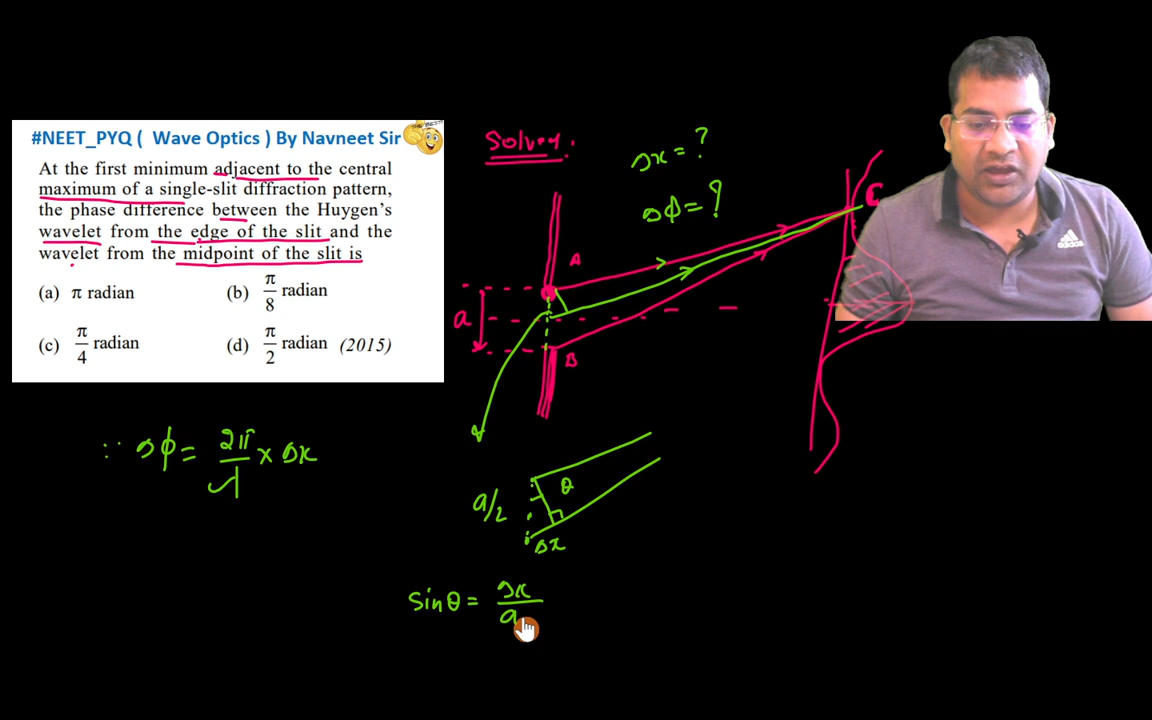 #NEET_PYQ ( Wave Optics ) By Navneet Sir
At the first minimum adjacent to the central
maximum of a single-slit diffraction pattern,
the phase difference between the Huygen's
wavelet from the edge of the slit and the
wavelet from the midpoint of the slit is
(a) π radian (b) π/8 radian
(c) π/4 radian (d) π/2 radian (2015)
Solven:
Δx = ?
Δϕ = ?
A
C
a
B
∵ Δϕ = 2π/λ × Δx
a/2
θ
Δx
Sinθ = Δx/a
adidas